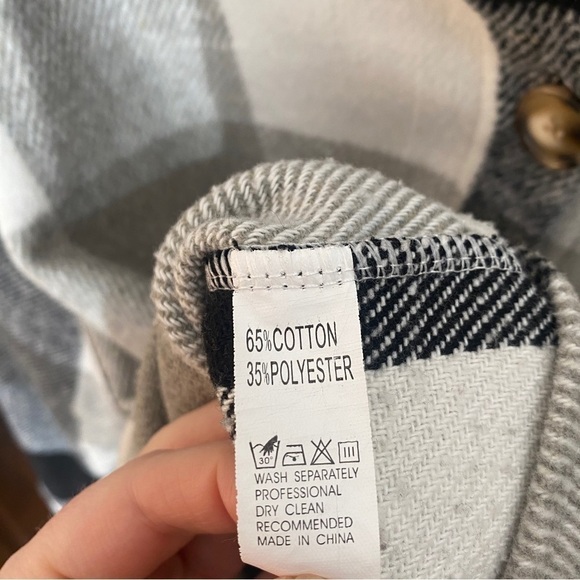 65%COTTON
35%POLYESTER
30°
WASH SEPARATELY
PROFESSIONAL
DRY CLEAN
RECOMMENDED
MADE IN CHINA